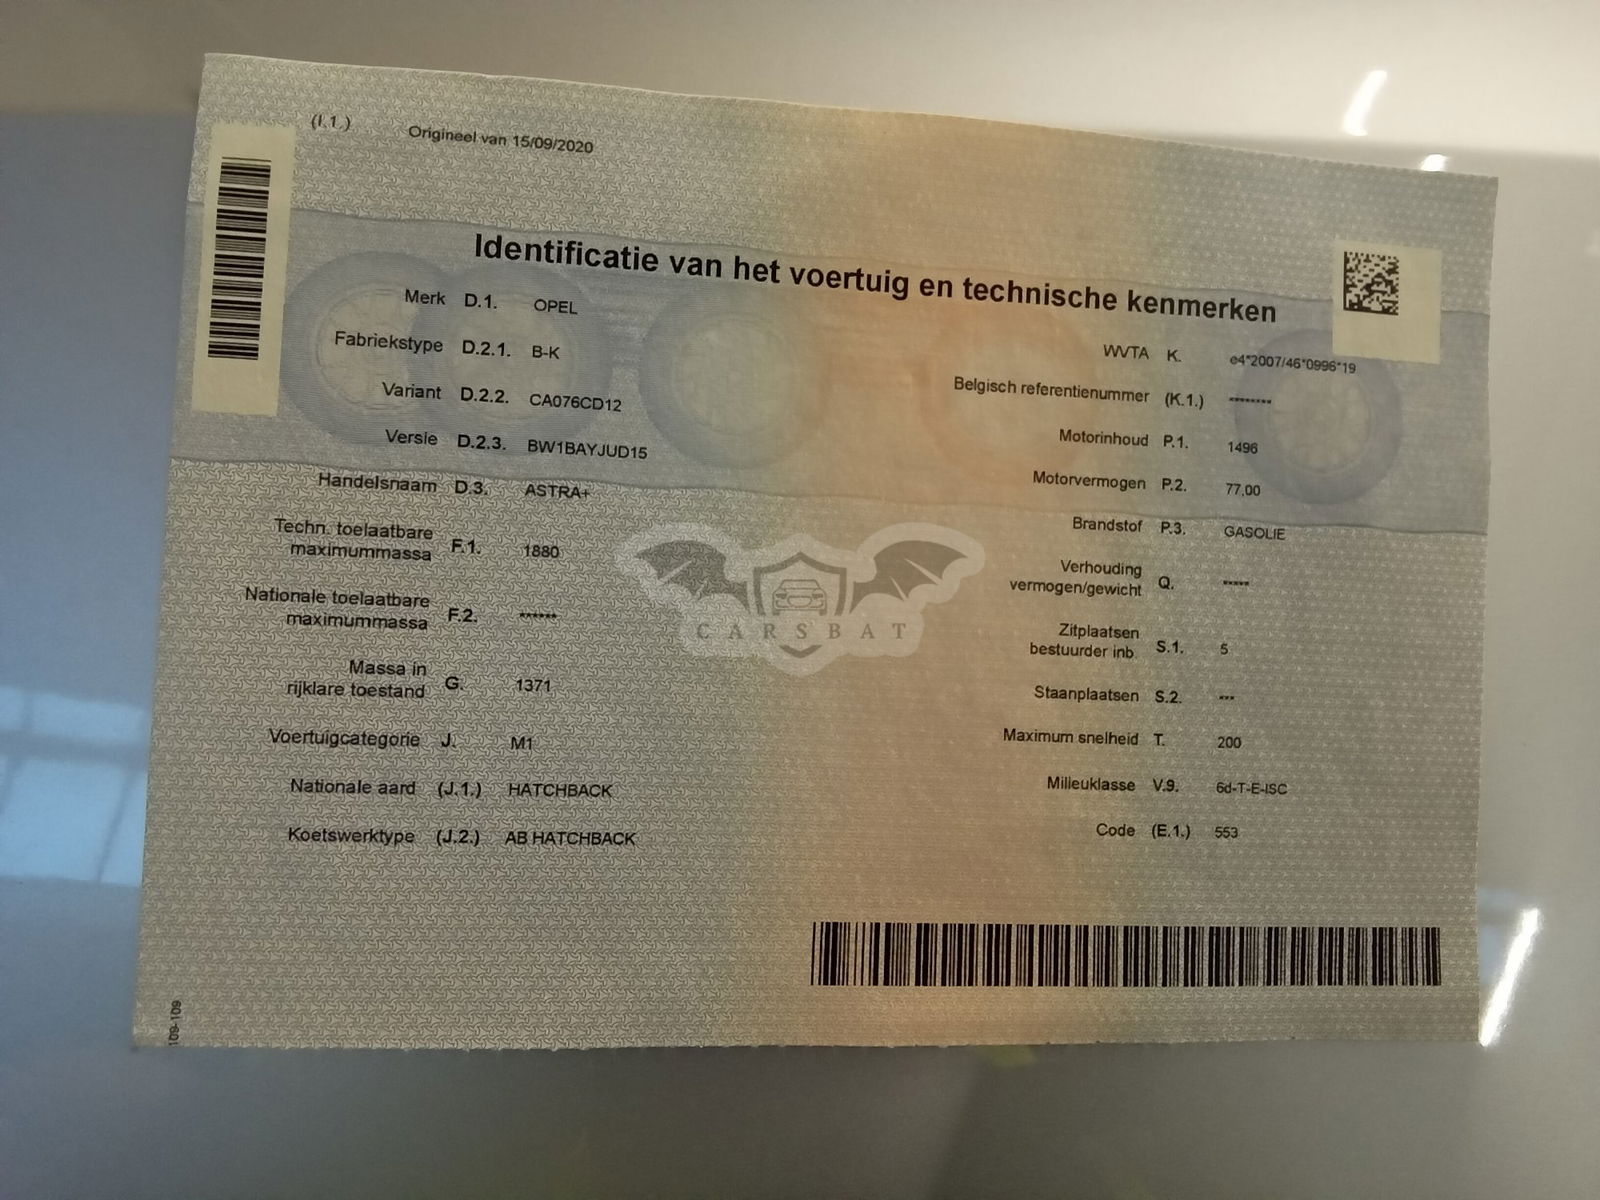 (I.1.) Origineel van 15/09/2020
Identificatie van het voertuig en technische kenmerken
Merk D.1. OPEL
Fabriekstype D.2.1. B-K
Variant D.2.2. CA076CD12
Versie D.2.3. BW1BAYJUD15
Handelsnaam D.3. ASTRA+
Techn. toelaatbare
maximummassa F.1. 1880
Nationale toelaatbare
maximummassa F.2. ******
Massa in
rijklare toestand G. 1371
Voertuigcategorie J. M1
Nationale aard (J.1.) HATCHBACK
Koetswerktype (J.2.) AB HATCHBACK
WVTA K. e4*2007/46*0996*19
Belgisch referentienummer (K.1.) ********
Motorinhoud P.1. 1496
Motorvermogen P.2. 77,00
Brandstof P.3. GASOLIE
Verhouding
vermogen/gewicht Q. *****
Zitplaatsen
bestuurder inb. S.1. 5
Staanplaatsen S.2. ***
Maximum snelheid T. 200
Milieuklasse V.9. 6d-T-E-ISC
Code (E.1.) 553
CARSBAT
109-109